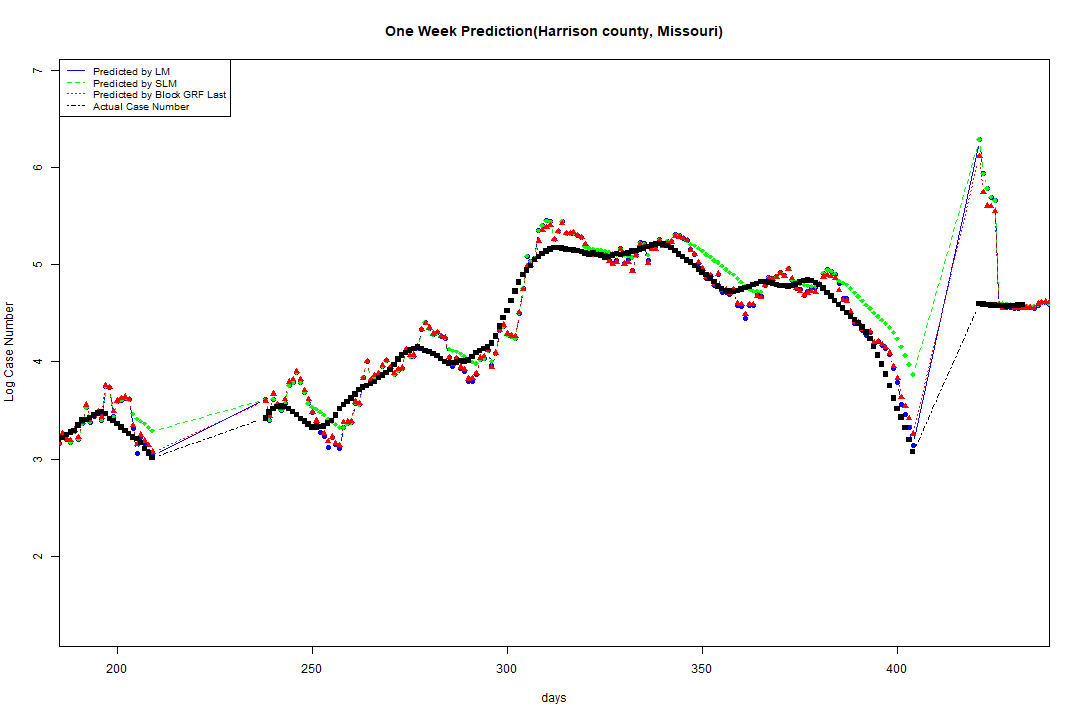 One Week Prediction(Harrison county, Missouri)
Predicted by LM
Predicted by SLM
Predicted by Block GRF Last
Actual Case Number
7
6
5
4
3
2
Log Case Number
200 250 300 350 400
days